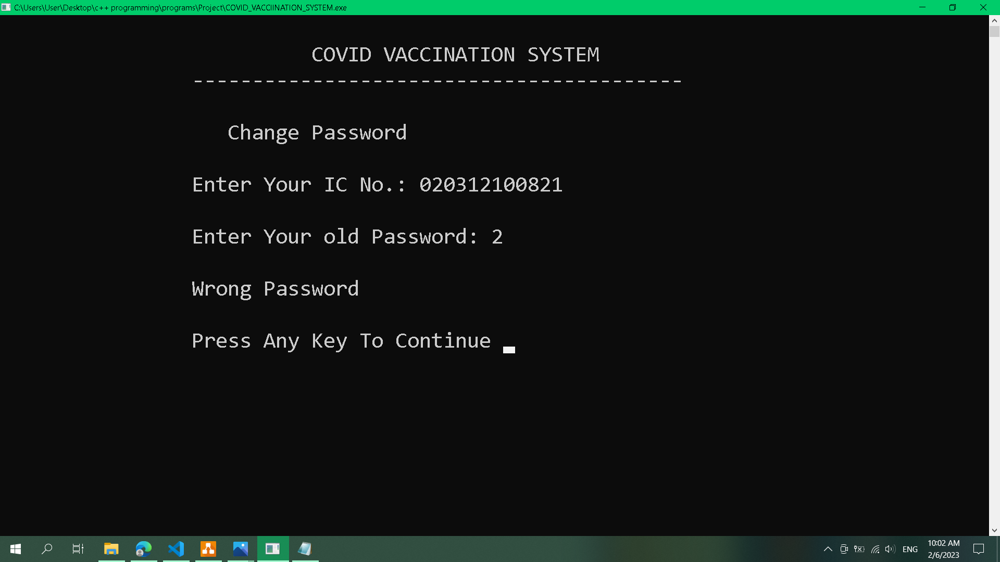 C:\Users\User\Desktop\c++ programming\programs\Project\COVID_VACCIINATION_SYSTEM.exe
COVID VACCINATION SYSTEM
-----------------------------------------
Change Password
Enter Your IC No.: 020312100821
Enter Your old Password: 2
Wrong Password
Press Any Key To Continue
ENG
10:02 AM
2/6/2023